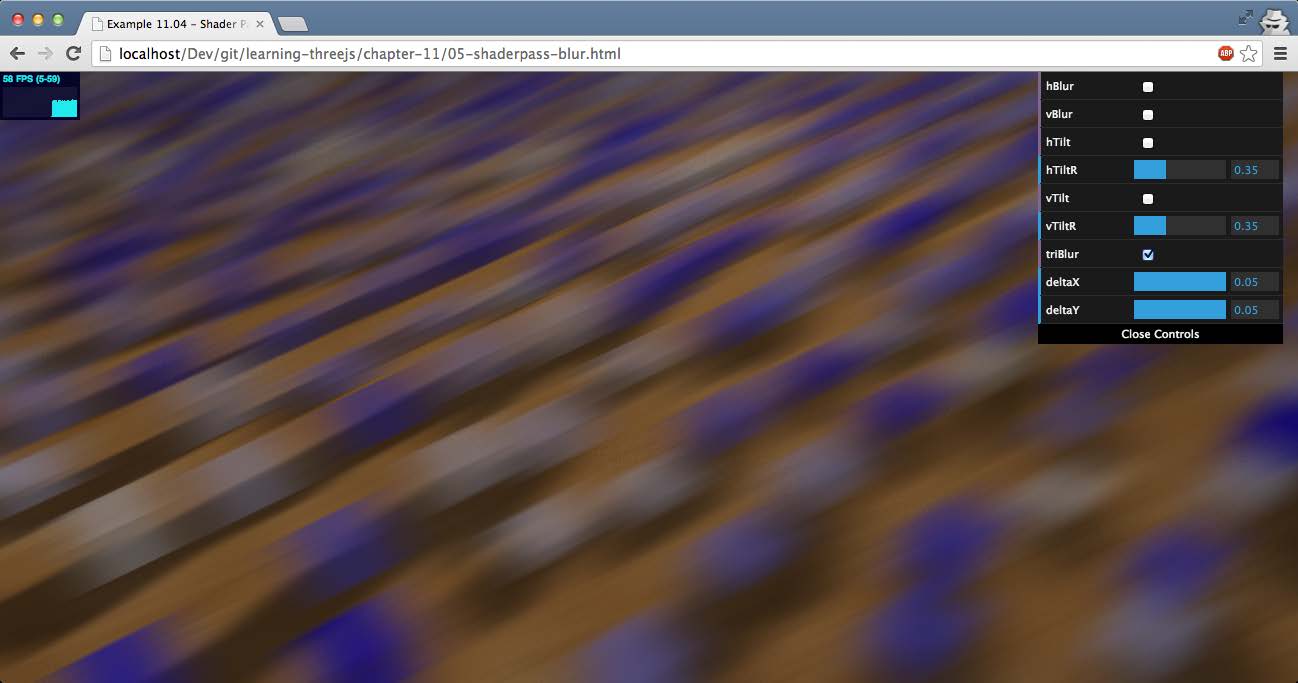 Example 11.04 – Shader P
localhost/Dev/git/learning-threejs/chapter-11/05-shaderpass-blur.html
ABP
58 FPS (5-59)
hBlur
vBlur
hTilt
hTiltR 0.35
vTilt
vTiltR 0.35
triBlur
deltaX 0.05
deltaY 0.05
Close Controls